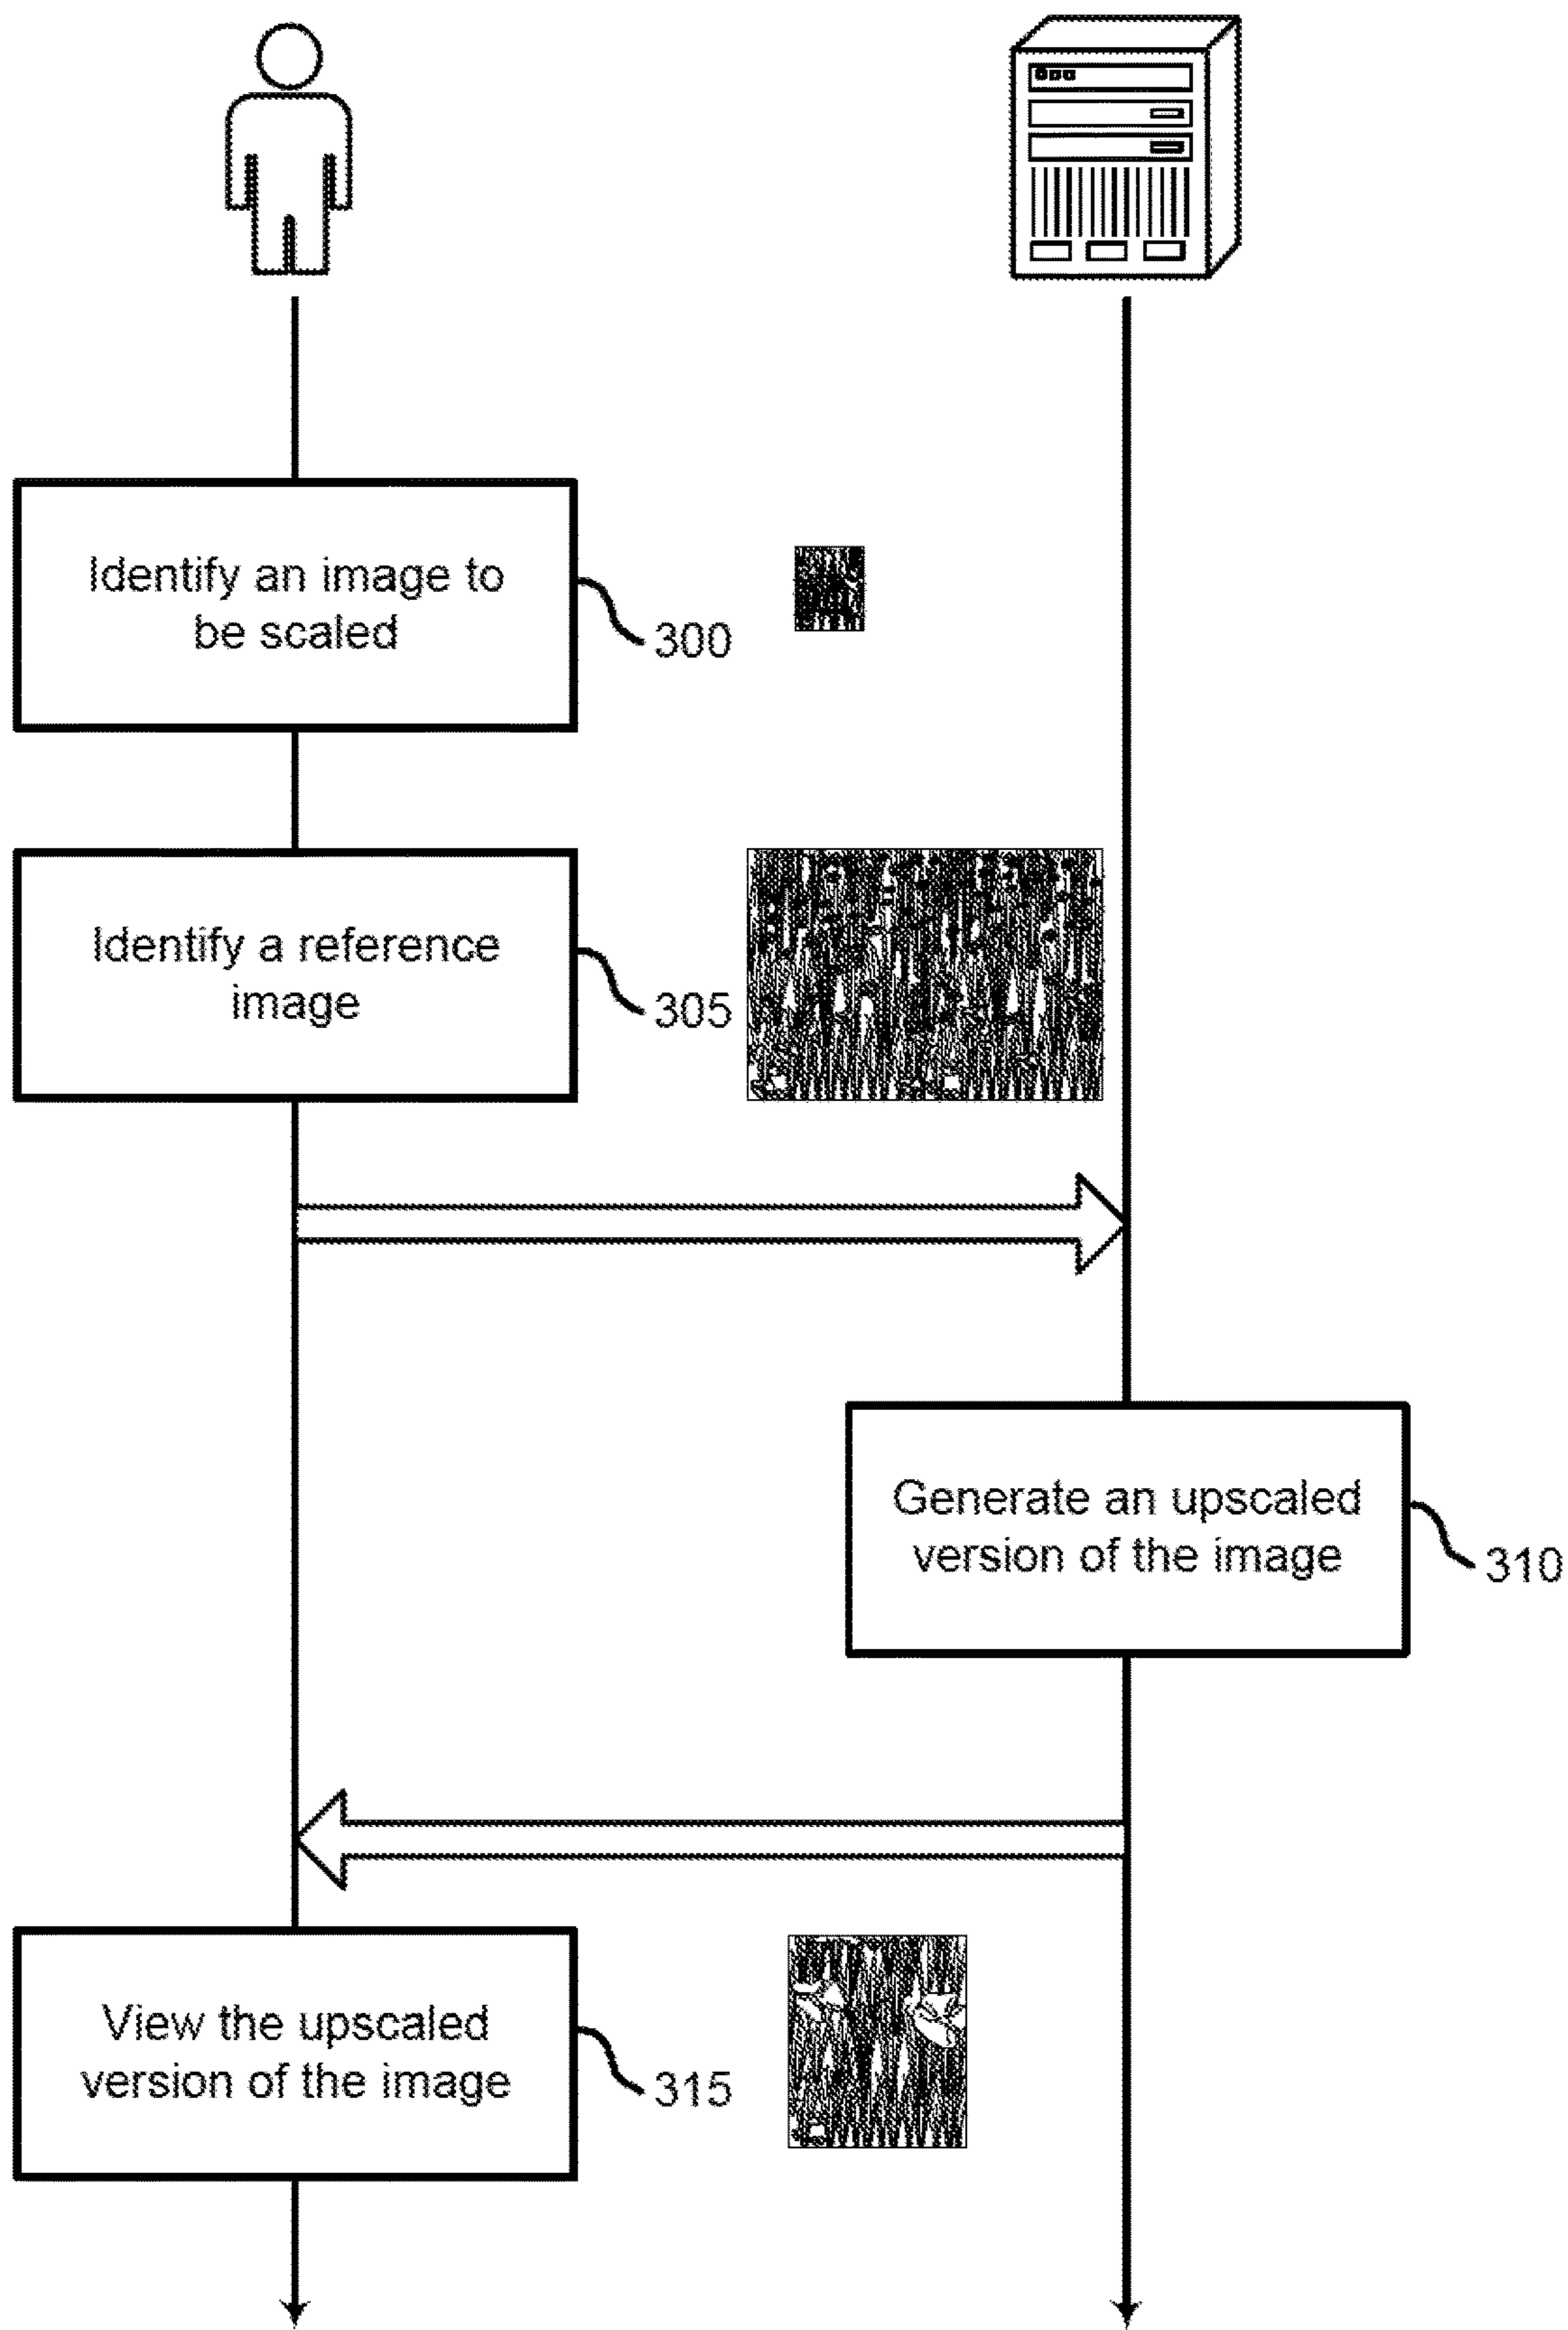 Identify an image to
be scaled
300
Identify a reference
image
305
Generate an upscaled
version of the image
310
View the upscaled
version of the image
315